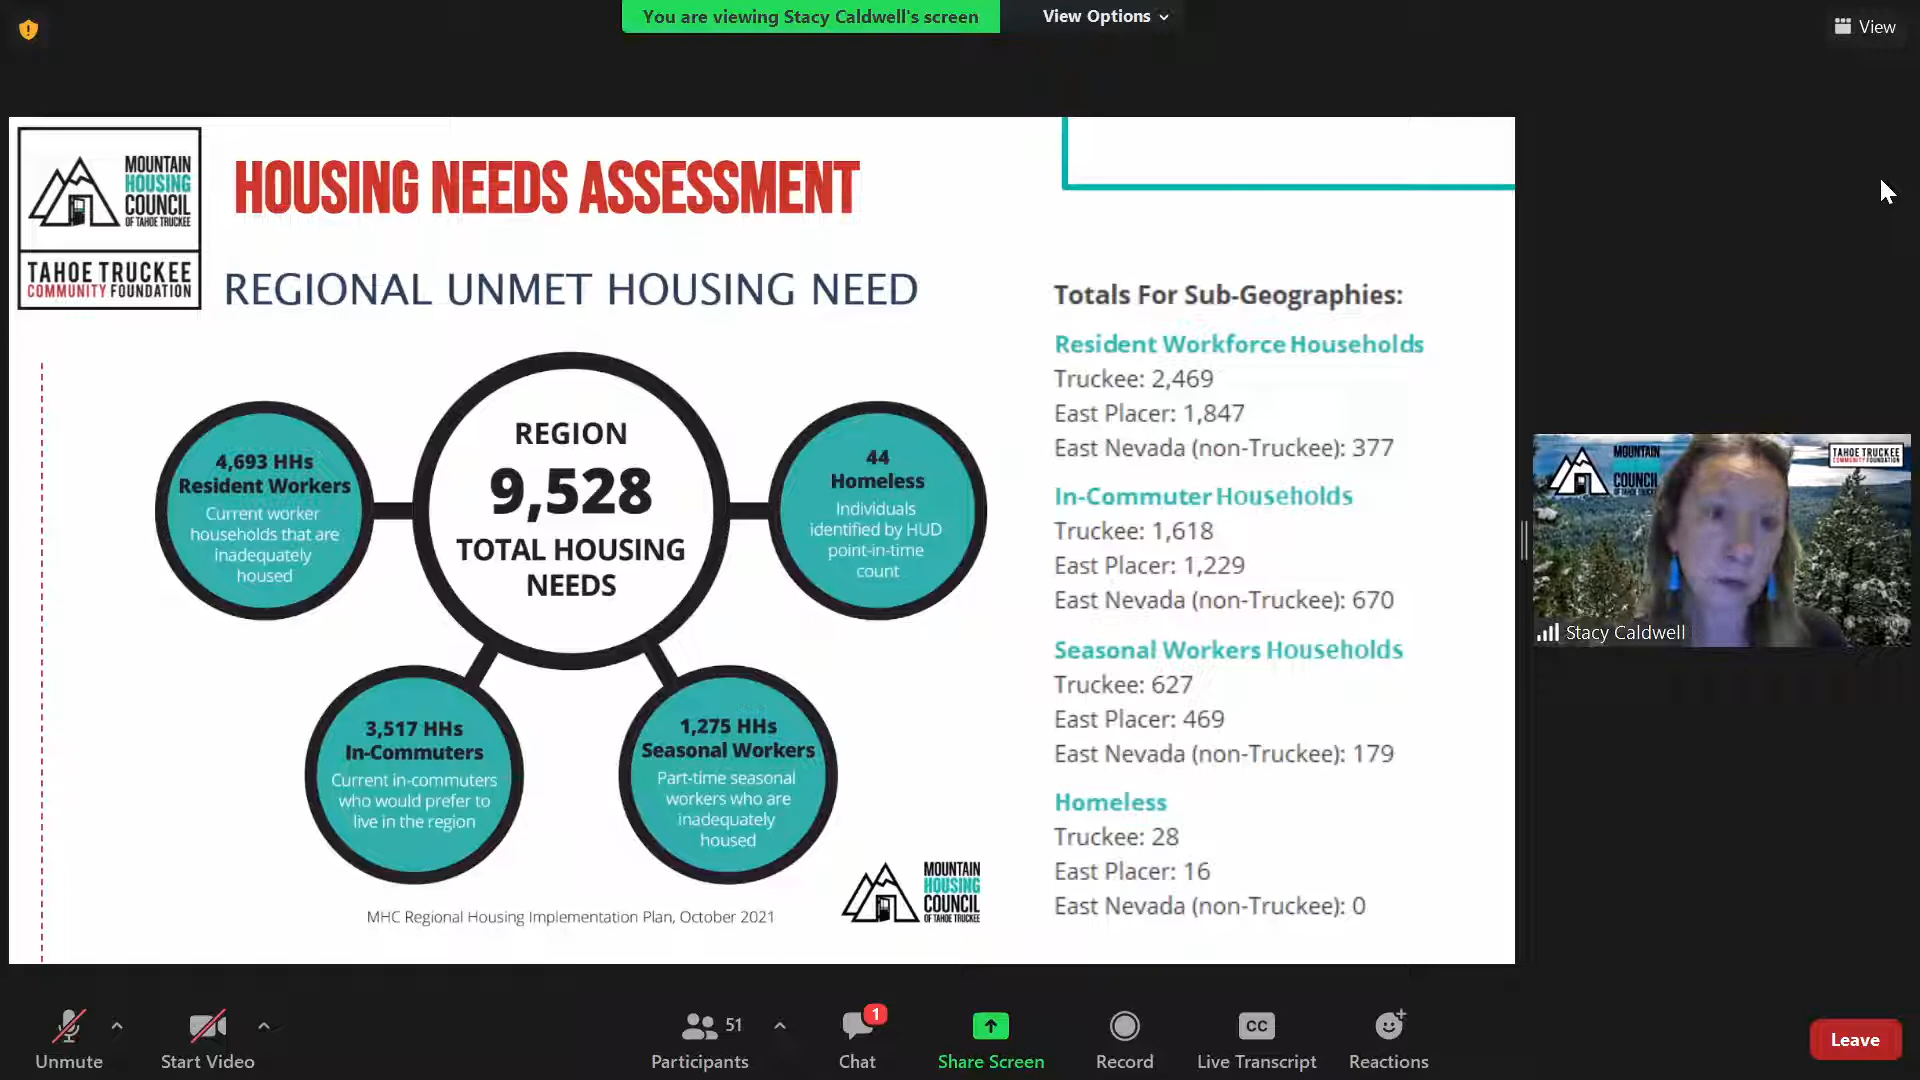 You are viewing Stacy Caldwell's screen
View Options
View
MOUNTAIN
HOUSING
COUNCIL
OF TAHOE TRUCKEE
TAHOE TRUCKEE
COMMUNITY FOUNDATION
HOUSING NEEDS ASSESSMENT
REGIONAL UNMET HOUSING NEED
REGION
9,528
TOTAL HOUSING
NEEDS
4,693 HHs
Resident Workers
Current worker
households that are
inadequately
housed
44
Homeless
Individuals
identified by HUD
point-in-time
count
3,517 HHs
In-Commuters
Current in-commuters
who would prefer to
live in the region
1,275 HHs
Seasonal Workers
Part-time seasonal
workers who are
inadequately
housed
MHC Regional Housing Implementation Plan, October 2021
MOUNTAIN
HOUSING
COUNCIL
OF TAHOE TRUCKEE
Totals For Sub-Geographies:
Resident Workforce Households
Truckee: 2,469
East Placer: 1,847
East Nevada (non-Truckee): 377
In-Commuter Households
Truckee: 1,618
East Placer: 1,229
East Nevada (non-Truckee): 670
Seasonal Workers Households
Truckee: 627
East Placer: 469
East Nevada (non-Truckee): 179
Homeless
Truckee: 28
East Placer: 16
East Nevada (non-Truckee): 0
MOUNTAIN
HOUSING
COUNCIL
TAHOE TRUCKEE
COMMUNITY FOUNDATION
Stacy Caldwell
Unmute
Start Video
51
Participants
1
Chat
Share Screen
Record
CC
Live Transcript
Reactions
Leave